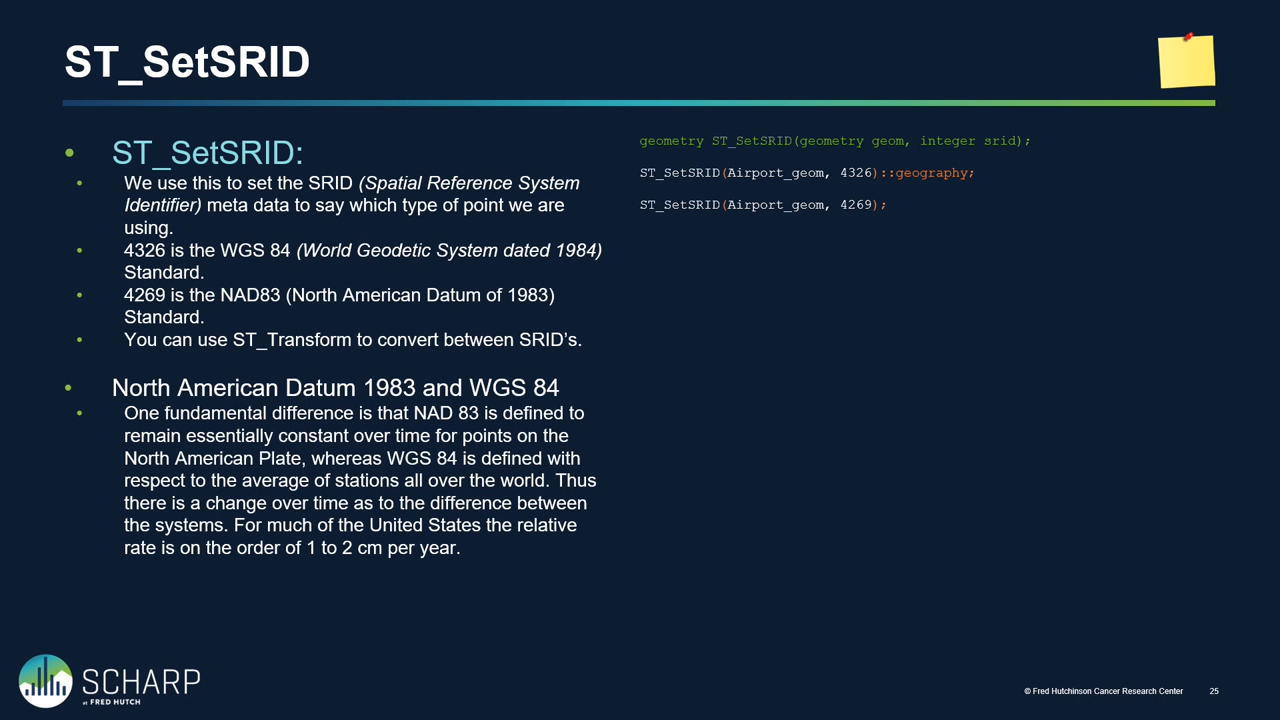 ST_SetSRID
• ST_SetSRID:
• We use this to set the SRID (Spatial Reference System
Identifier) meta data to say which type of point we are
using.
• 4326 is the WGS 84 (World Geodetic System dated 1984)
Standard.
• 4269 is the NAD83 (North American Datum of 1983)
Standard.
• You can use ST_Transform to convert between SRID’s.
• North American Datum 1983 and WGS 84
• One fundamental difference is that NAD 83 is defined to
remain essentially constant over time for points on the
North American Plate, whereas WGS 84 is defined with
respect to the average of stations all over the world. Thus
there is a change over time as to the difference between
the systems. For much of the United States the relative
rate is on the order of 1 to 2 cm per year.
geometry ST_SetSRID(geometry geom, integer srid);
ST_SetSRID(Airport_geom, 4326)::geography;
ST_SetSRID(Airport_geom, 4269);
SCHARP
at FRED HUTCH
© Fred Hutchinson Cancer Research Center 25